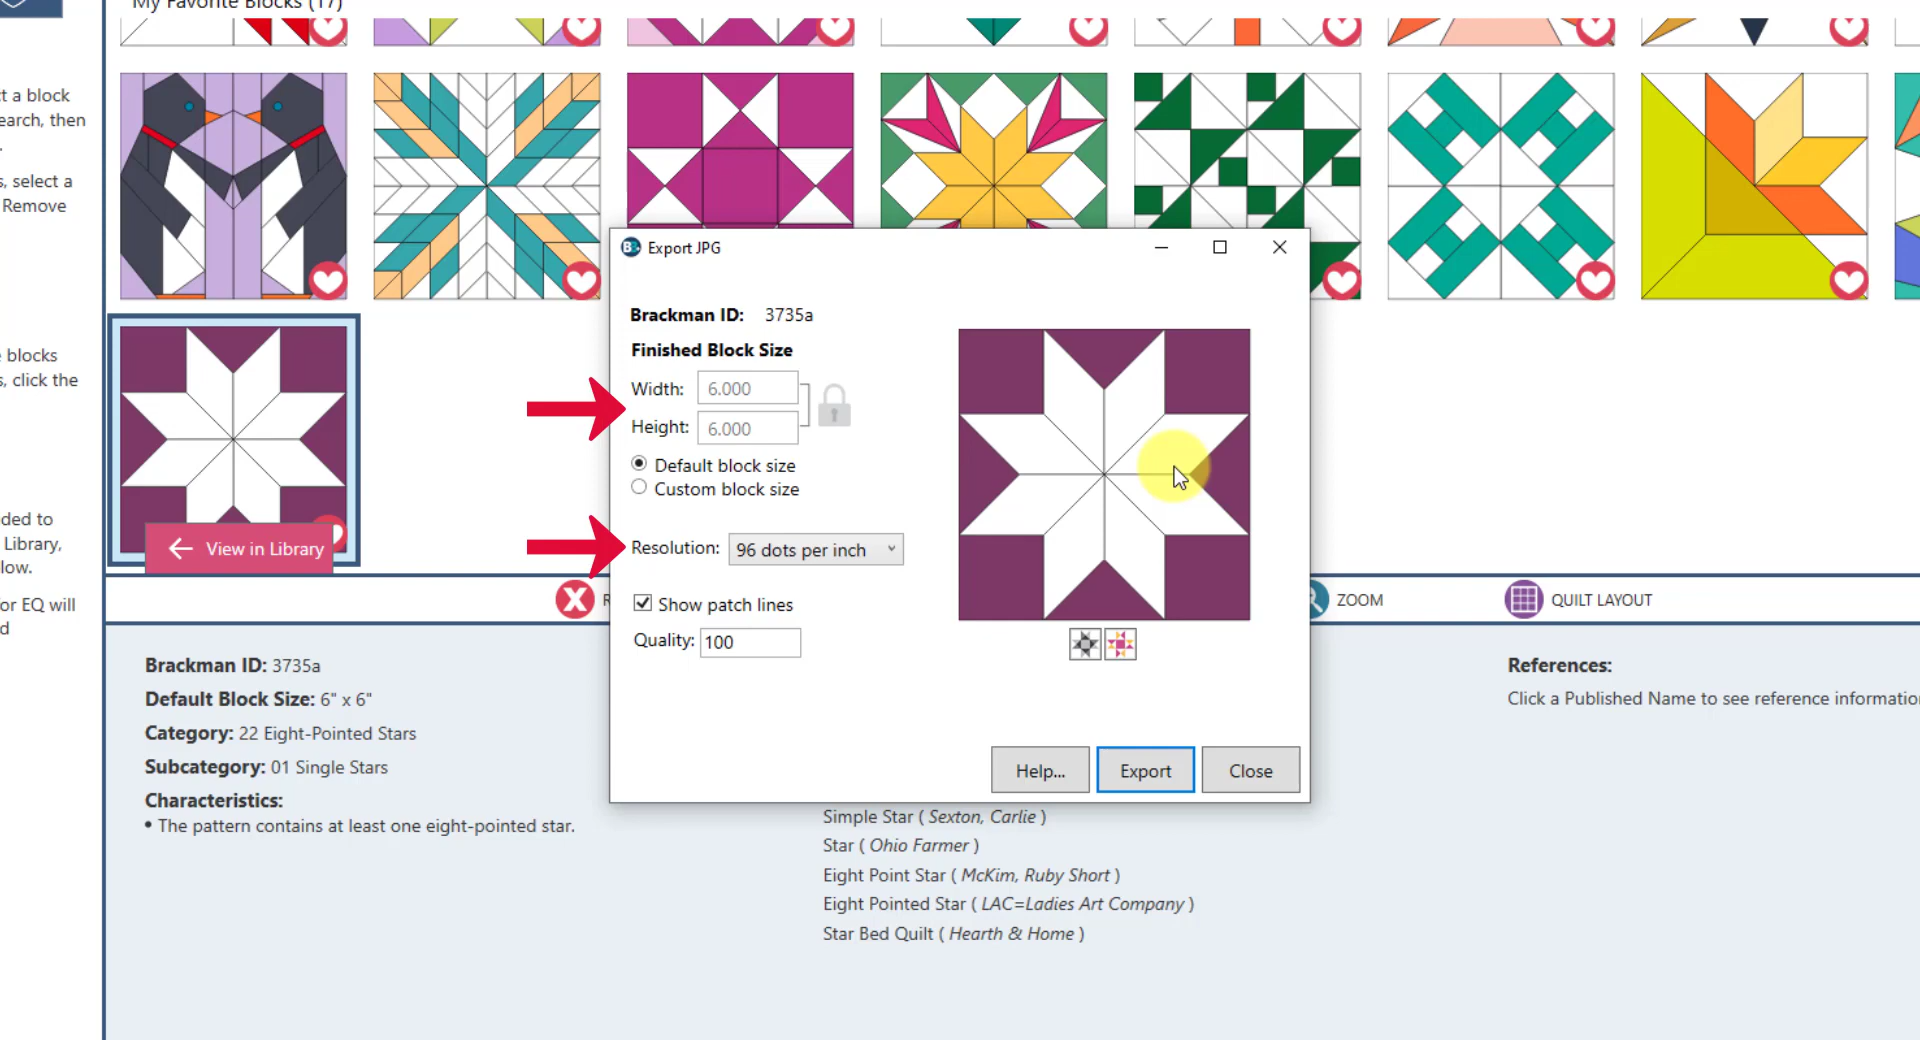 My Favorite Blocks (17)
ct a block
earch, then
s, select a
Remove
e blocks
s, click the
ded to
Library,
low.
or EQ will
d
View in Library
Export JPG
Brackman ID: 3735a
Finished Block Size
Width: 6.000
Height: 6.000
Default block size
Custom block size
Resolution: 96 dots per inch
Show patch lines
Quality: 100
Help...
Export
Close
R
ZOOM
QUILT LAYOUT
Brackman ID: 3735a
Default Block Size: 6" x 6"
Category: 22 Eight-Pointed Stars
Subcategory: 01 Single Stars
Characteristics:
• The pattern contains at least one eight-pointed star.
Simple Star ( Sexton, Carlie )
Star ( Ohio Farmer )
Eight Point Star ( McKim, Ruby Short )
Eight Pointed Star ( LAC=Ladies Art Company )
Star Bed Quilt ( Hearth & Home )
References:
Click a Published Name to see reference informatio